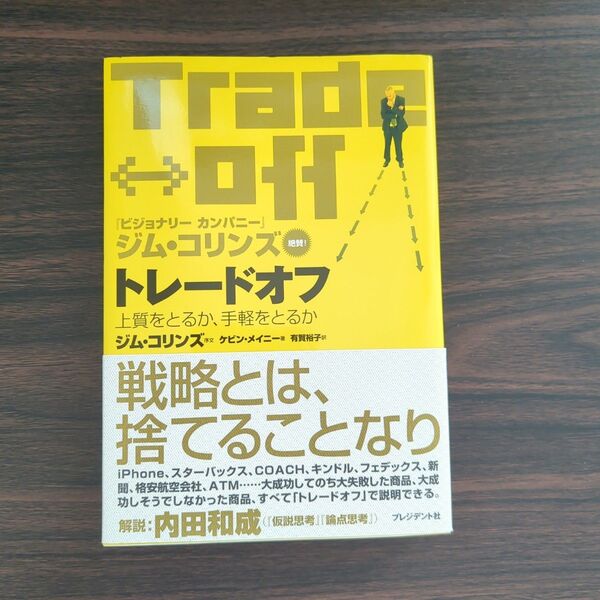 Trade
⇔off
『ビジョナリー カンパニー』
ジム・コリンズ 絶賛!
トレードオフ
上質をとるか、手軽をとるか
ジム・コリンズ 序文 ケビン・メイニー 著 有賀裕子 訳
戦略とは、
捨てることなり
iPhone、スターバックス、COACH、キンドル、フェデックス、新
聞、格安航空会社、ATM……大成功してのち大失敗した商品、大成
功しそうでしなかった商品、すべて「トレードオフ」で説明できる。
解説 内田和成(『仮説思考』『論点思考』) プレジデント社